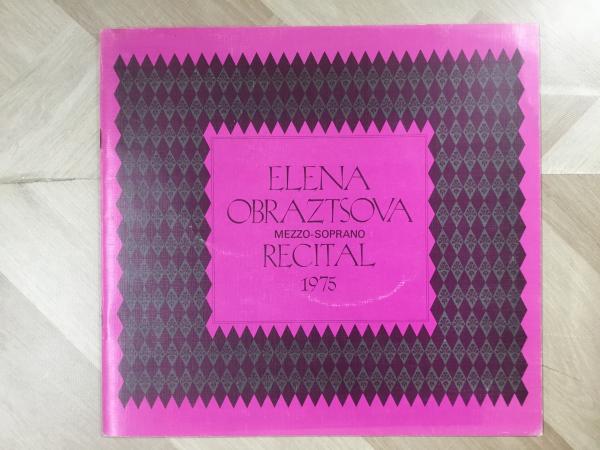 ELENA
OBRAZTSOVA
MEZZO-SOPRANO
RECITAL
1975